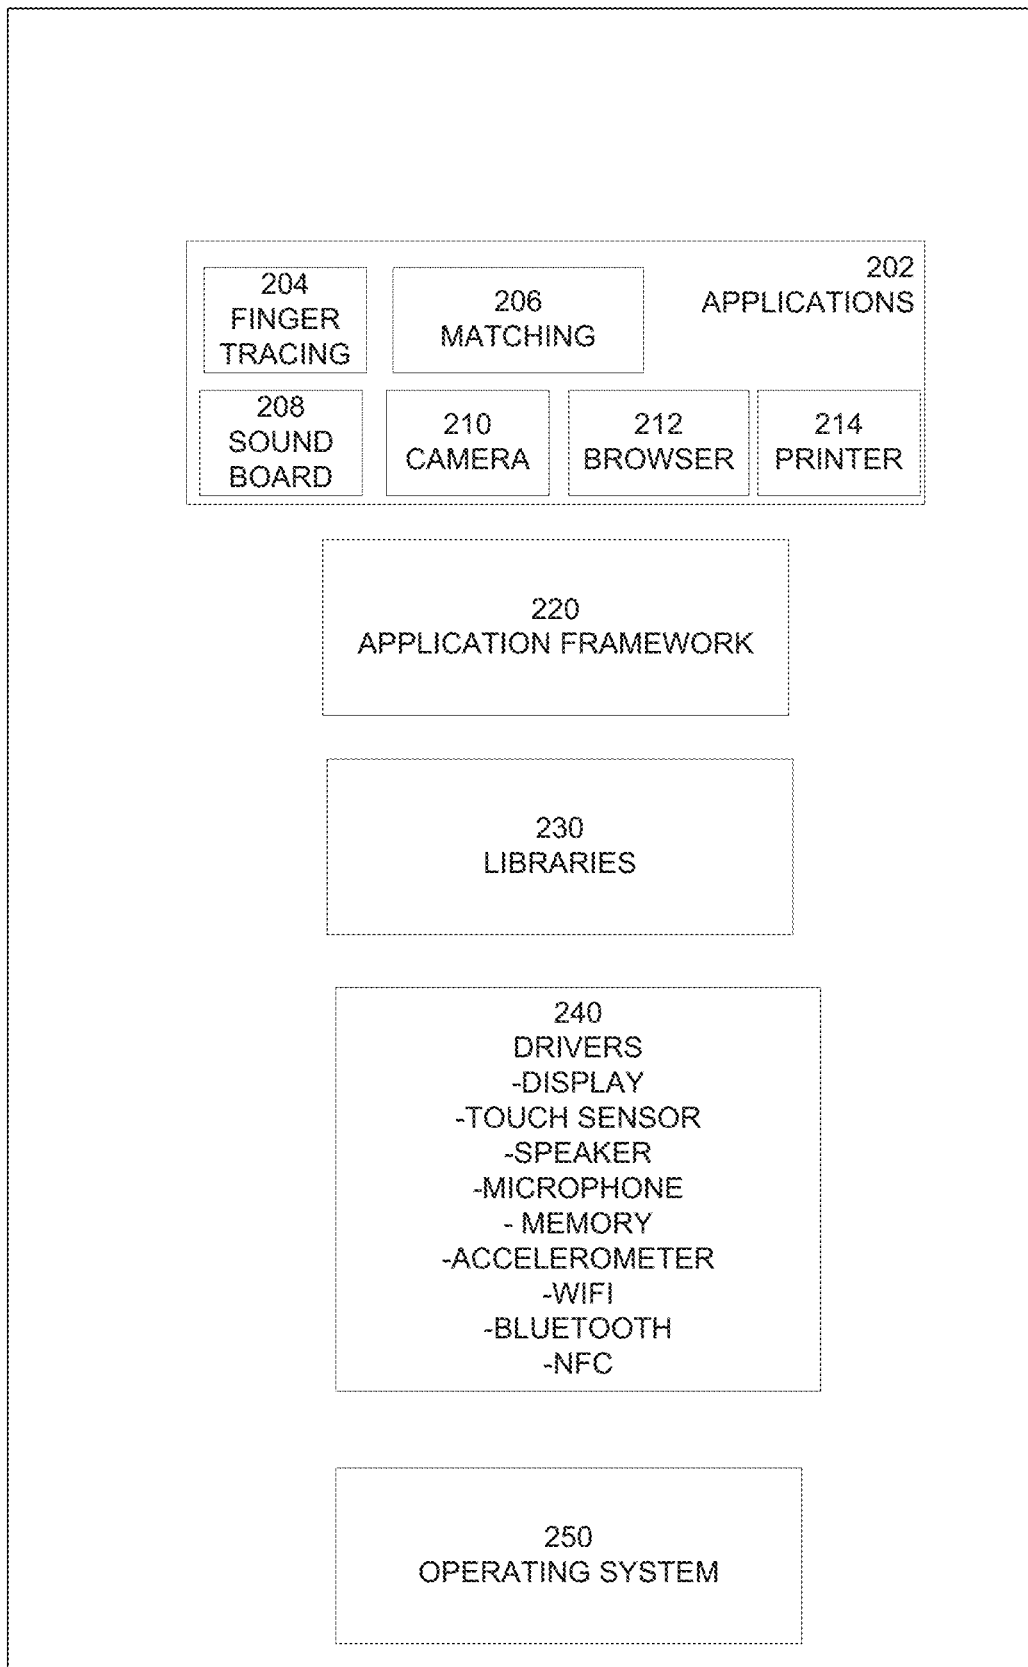 202
APPLICATIONS
204
FINGER
TRACING
206
MATCHING
208
SOUND
BOARD
210
CAMERA
212
BROWSER
214
PRINTER
220
APPLICATION FRAMEWORK
230
LIBRARIES
240
DRIVERS
-DISPLAY
-TOUCH SENSOR
-SPEAKER
-MICROPHONE
- MEMORY
-ACCELEROMETER
-WIFI
-BLUETOOTH
-NFC
250
OPERATING SYSTEM